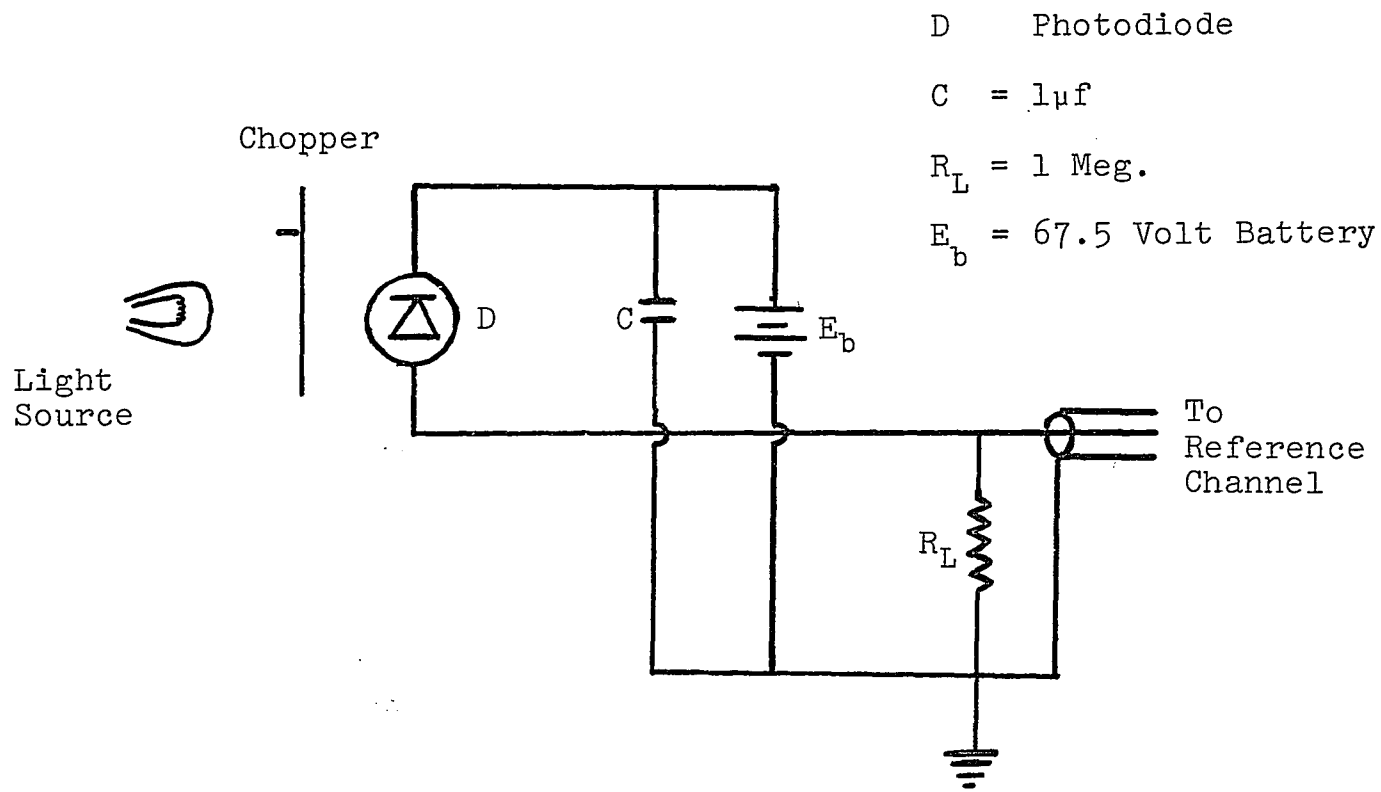 D Photodiode
C = 1µf
R_L = 1 Meg.
E_b = 67.5 Volt Battery
Chopper
D
C
E_b
Light
Source
To
Reference
Channel
R_L